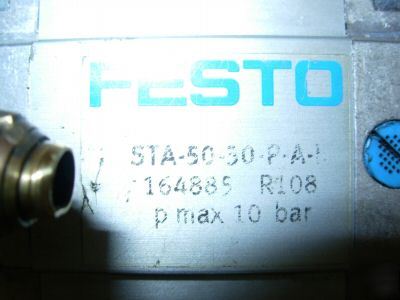 FESTO
STA-50-30-P-A-
164885 R108
p max 10 bar